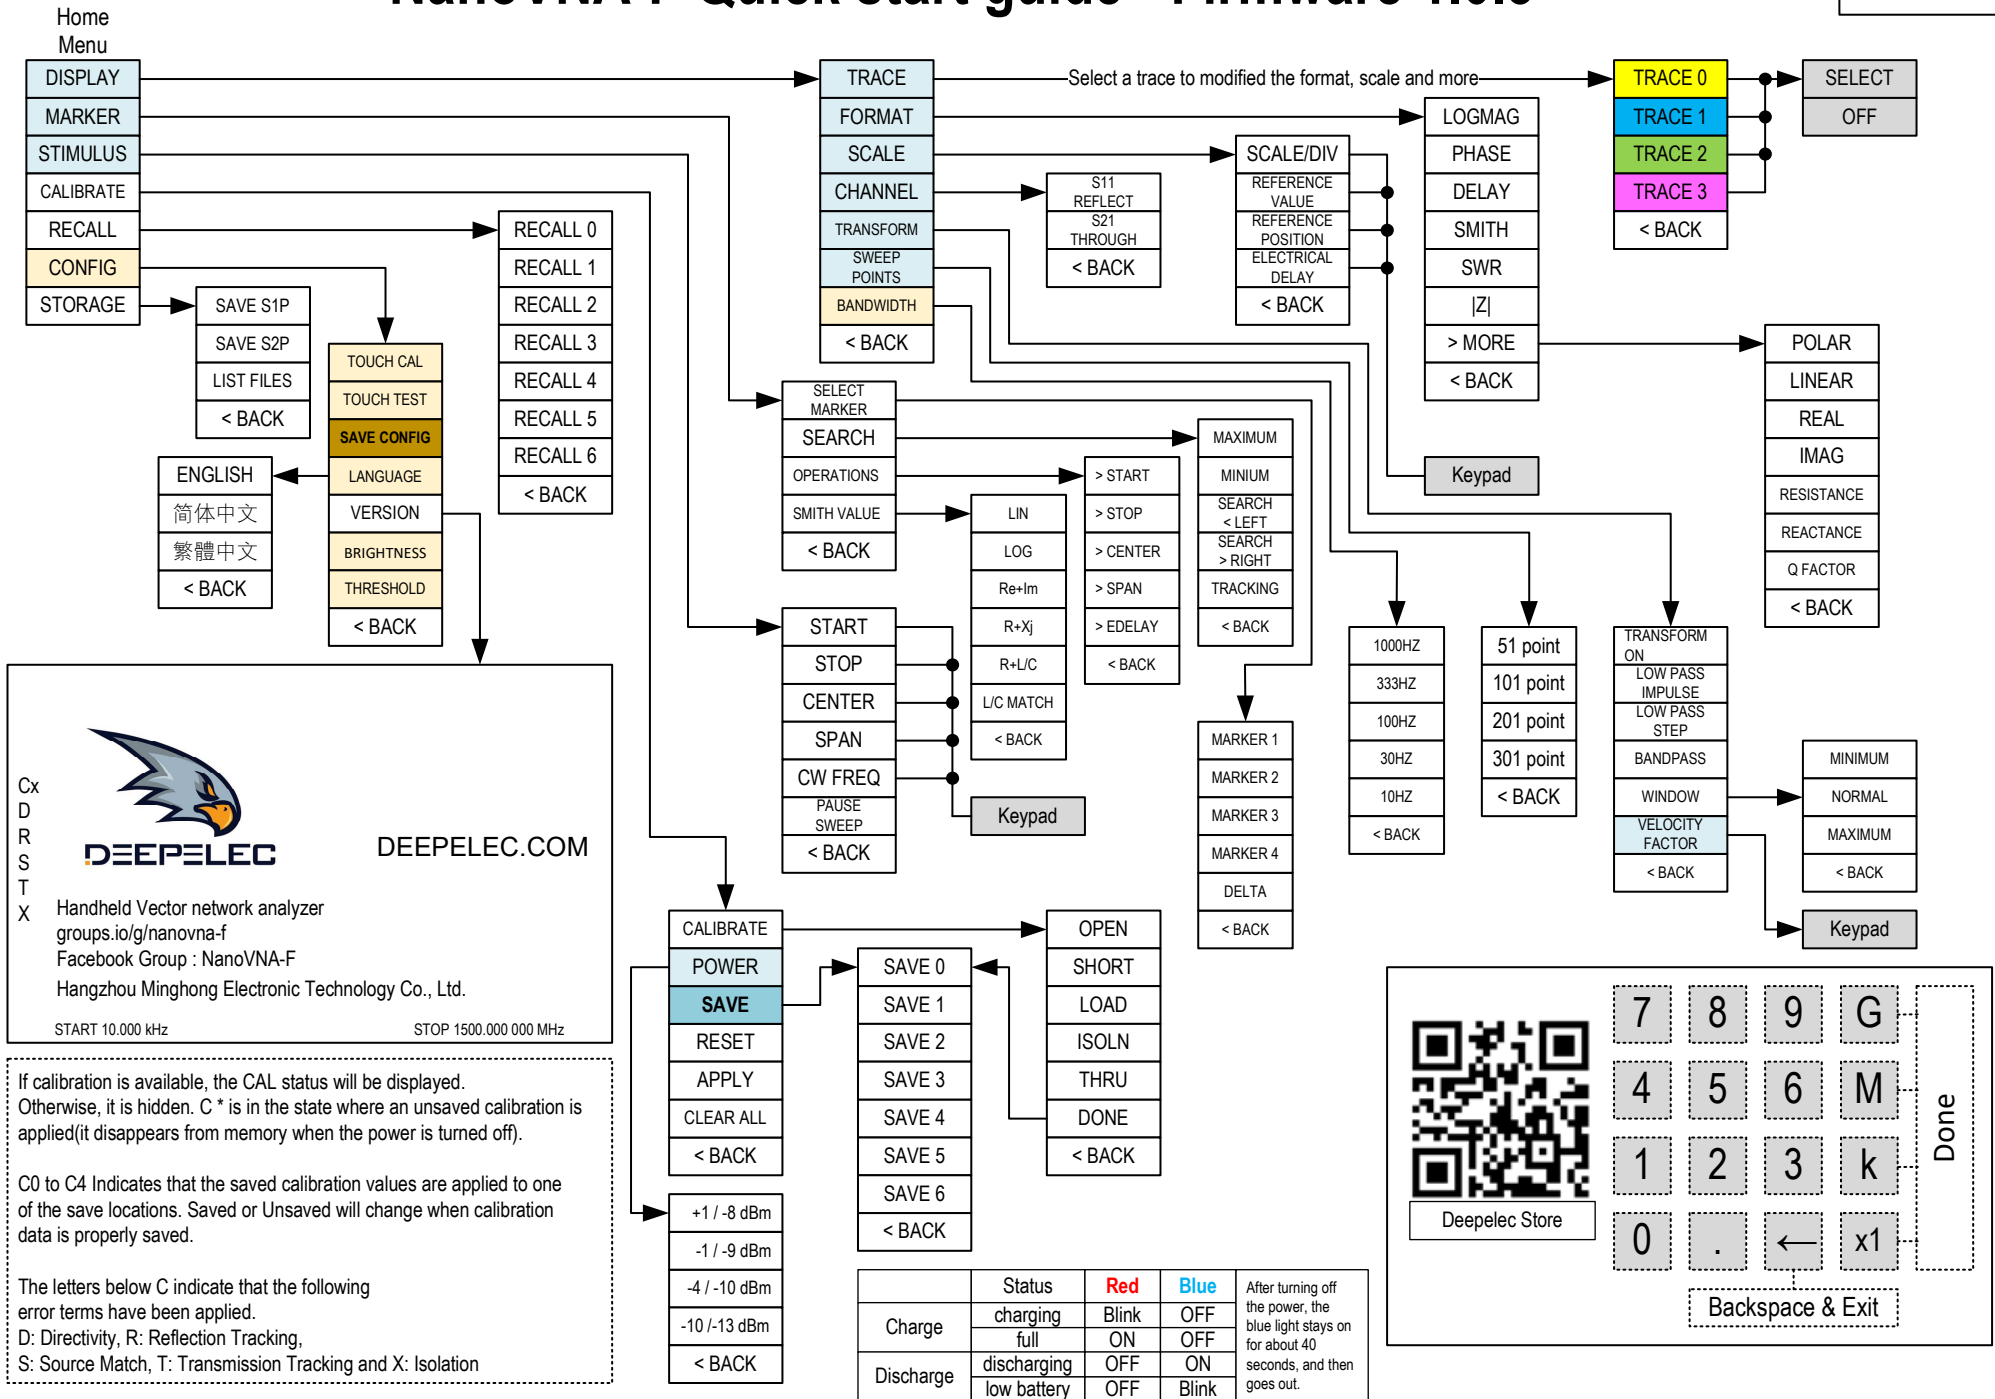 Home
Menu
DISPLAY
MARKER
STIMULUS
CALIBRATE
RECALL
CONFIG
STORAGE
SAVE S1P
SAVE S2P
LIST FILES
< BACK
TOUCH CAL
TOUCH TEST
SAVE CONFIG
LANGUAGE
VERSION
BRIGHTNESS
THRESHOLD
< BACK
ENGLISH
简体中文
繁體中文
< BACK
RECALL 0
RECALL 1
RECALL 2
RECALL 3
RECALL 4
RECALL 5
RECALL 6
< BACK
TRACE
FORMAT
SCALE
CHANNEL
TRANSFORM
SWEEP
POINTS
BANDWIDTH
< BACK
Select a trace to modified the format, scale and more
TRACE 0
TRACE 1
TRACE 2
TRACE 3
< BACK
SELECT
OFF
LOGMAG
PHASE
DELAY
SMITH
SWR
|Z|
> MORE
< BACK
SCALE/DIV
REFERENCE
VALUE
REFERENCE
POSITION
ELECTRICAL
DELAY
< BACK
S11
REFLECT
S21
THROUGH
< BACK
Keypad
POLAR
LINEAR
REAL
IMAG
RESISTANCE
REACTANCE
Q FACTOR
< BACK
SELECT
MARKER
SEARCH
OPERATIONS
SMITH VALUE
< BACK
MAXIMUM
MINIUM
SEARCH
< LEFT
SEARCH
> RIGHT
TRACKING
< BACK
> START
> STOP
> CENTER
> SPAN
> EDELAY
< BACK
LIN
LOG
Re+Im
R+Xj
R+L/C
L/C MATCH
< BACK
START
STOP
CENTER
SPAN
CW FREQ
PAUSE
SWEEP
< BACK
Keypad
MARKER 1
MARKER 2
MARKER 3
MARKER 4
DELTA
< BACK
1000HZ
333HZ
100HZ
30HZ
10HZ
< BACK
51 point
101 point
201 point
301 point
< BACK
TRANSFORM
ON
LOW PASS
IMPULSE
LOW PASS
STEP
BANDPASS
WINDOW
VELOCITY
FACTOR
< BACK
MINIMUM
NORMAL
MAXIMUM
< BACK
Keypad
Cx
D
R
S
T
X
DEEPELEC
DEEPELEC.COM
Handheld Vector network analyzer
groups.io/g/nanovna-f
Facebook Group : NanoVNA-F
Hangzhou Minghong Electronic Technology Co., Ltd.
START 10.000 kHz STOP 1500.000 000 MHz
CALIBRATE
POWER
SAVE
RESET
APPLY
CLEAR ALL
< BACK
+1 / -8 dBm
-1 / -9 dBm
-4 / -10 dBm
-10 /-13 dBm
< BACK
SAVE 0
SAVE 1
SAVE 2
SAVE 3
SAVE 4
SAVE 5
SAVE 6
< BACK
OPEN
SHORT
LOAD
ISOLN
THRU
DONE
< BACK
If calibration is available, the CAL status will be displayed.
Otherwise, it is hidden. C * is in the state where an unsaved calibration is
applied(it disappears from memory when the power is turned off).
C0 to C4 Indicates that the saved calibration values are applied to one
of the save locations. Saved or Unsaved will change when calibration
data is properly saved.
The letters below C indicate that the following
error terms have been applied.
D: Directivity, R: Reflection Tracking,
S: Source Match, T: Transmission Tracking and X: Isolation
Status Red Blue
Charge
charging Blink OFF
full ON OFF
Discharge
discharging OFF ON
low battery OFF Blink
After turning off
the power, the
blue light stays on
for about 40
seconds, and then
goes out.
Deepelec Store
7 8 9 G
4 5 6 M
1 2 3 k
0 . ← x1
Done
Backspace & Exit